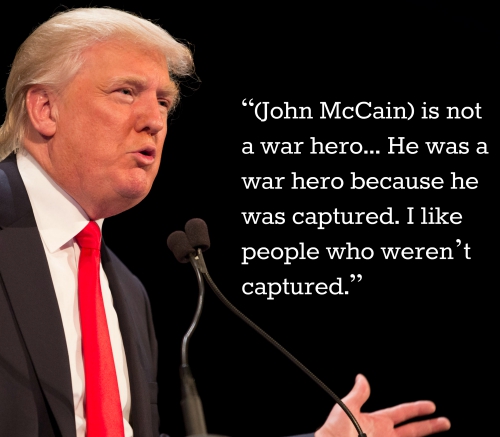 “(John McCain) is not
a war hero... He was a
war hero because he
was captured. I like
people who weren’t
captured.”